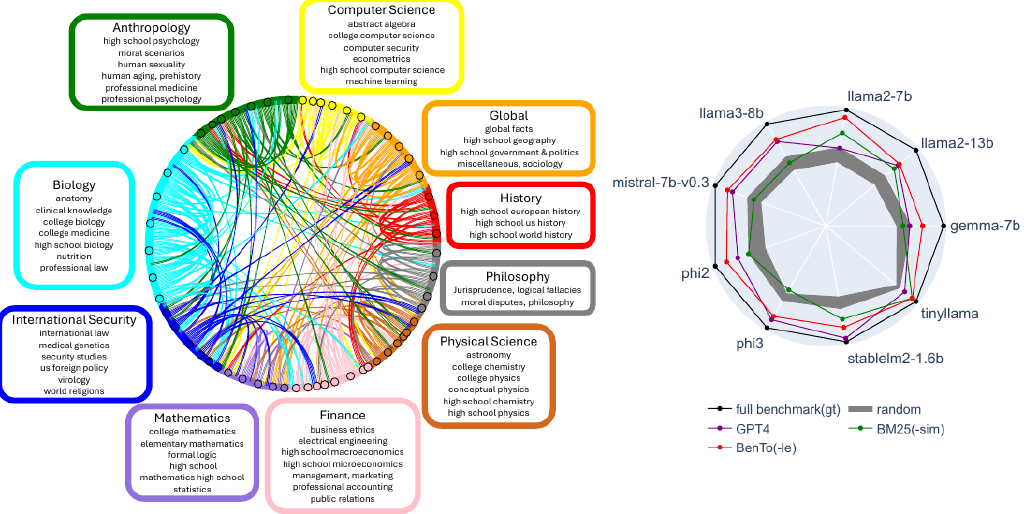 Anthropology
high school psychology
moral scenarios
human sexuality
human aging, prehistory
professional medicine
professional psychology
Computer Science
abstract algebra
college computer science
computer security
econometrics
high school computer science
machine learning
Global
global facts
high school geography
high school government & politics
miscellaneous, sociology
History
high school european history
high school us history
high school world history
Biology
anatomy
clinical knowledge
college biology
college medicine
high school biology
nutrition
professional law
Philosophy
Jurisprudence, logical fallacies
moral disputes, philosophy
International Security
international law
medical genetics
security studies
us foreign policy
virology
world religions
Physical Science
astronomy
college chemistry
college physics
conceptual physics
high school chemistry
high school physics
Mathematics
college mathematics
elementary mathematics
formal logic
high school
mathematics high school
statistics
Finance
business ethics
electrical engineering
high school macroeconomics
high school microeconomics
management, marketing
professional accounting
public relations
llama2-7b
llama3-8b
llama2-13b
mistral-7b-v0.3
gemma-7b
phi2
tinyllama
phi3
stablelm2-1.6b
full benchmark(gt)
random
GPT4
BM25(-sim)
BenTo(-le)